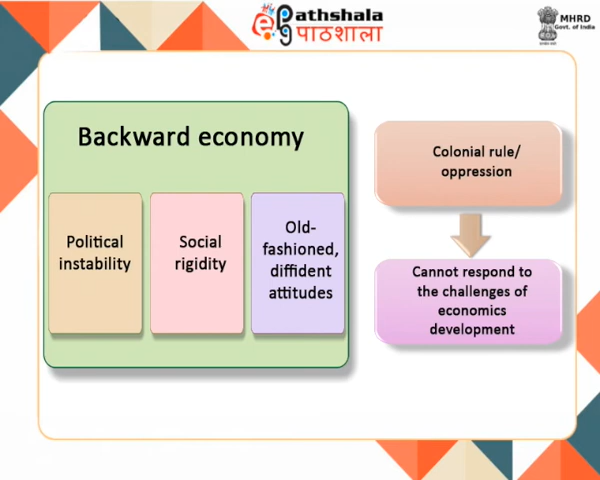 e Pathshala
pg पाठशाला
MHRD
Govt. of India
Backward economy
Political
instability
Social
rigidity
Old-
fashioned,
diffident
attitudes
Colonial rule/
oppression
Cannot respond to
the challenges of
economics
development